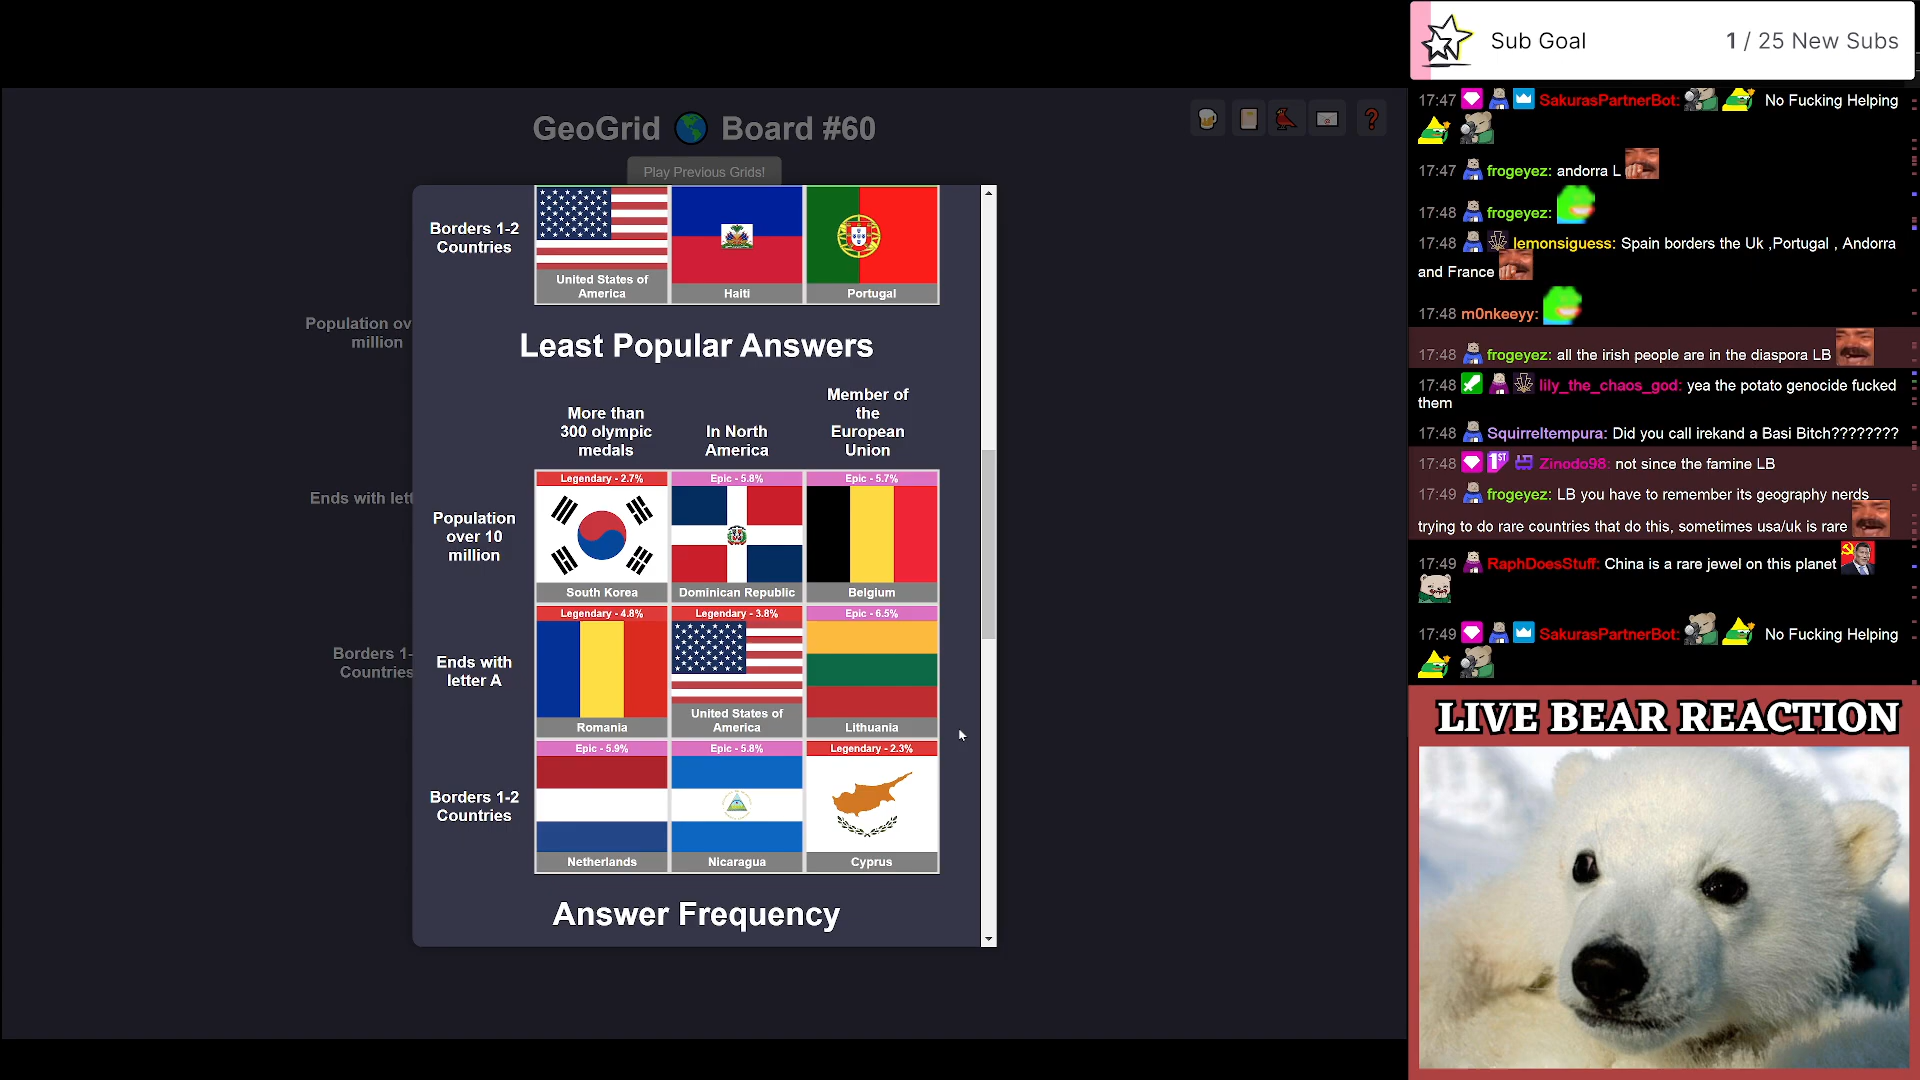 Sub Goal
1 / 25 New Subs
GeoGrid Board #60
Play Previous Grids!
Population ov
million
Ends with lett
Borders 1-
Countries
Borders 1-2
Countries
United States of
America
Haiti
Portugal
Least Popular Answers
More than
300 olympic
medals
In North
America
Member of
the
European
Union
Population
over 10
million
Legendary - 2.7%
South Korea
Epic - 5.8%
Dominican Republic
Epic - 5.7%
Belgium
Ends with
letter A
Legendary - 4.8%
Romania
Legendary - 3.8%
United States of
America
Epic - 6.5%
Lithuania
Borders 1-2
Countries
Epic - 5.9%
Netherlands
Epic - 5.8%
Nicaragua
Legendary - 2.3%
Cyprus
Answer Frequency
17:47 SakurasPartnerBot: No Fucking Helping
17:47 frogeyez: andorra L
17:48 frogeyez:
17:48 lemonsiguess: Spain borders the Uk ,Portugal , Andorra
and France
17:48 m0nkeeyy:
17:48 frogeyez: all the irish people are in the diaspora LB
17:48 lily_the_chaos_god: yea the potato genocide fucked
them
17:48 Squirreltempura: Did you call irekand a Basi Bitch????????
17:48 1ST Zinodo98: not since the famine LB
17:49 frogeyez: LB you have to remember its geography nerds
trying to do rare countries that do this, sometimes usa/uk is rare
17:49 RaphDoesStuff: China is a rare jewel on this planet
17:49 SakurasPartnerBot: No Fucking Helping
LIVE BEAR REACTION